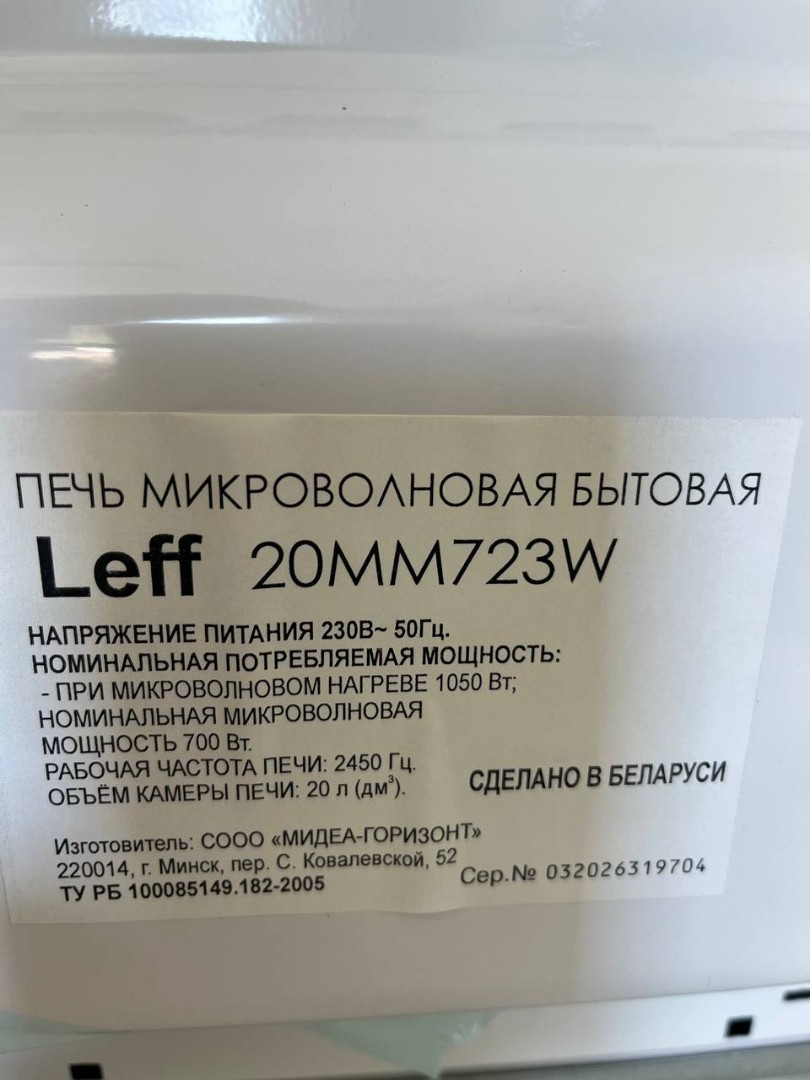 ПЕЧЬ МИКРОВОЛНОВАЯ БЫТОВАЯ
Leff 20MM723W
НАПРЯЖЕНИЕ ПИТАНИЯ 230В~ 50Гц.
НОМИНАЛЬНАЯ ПОТРЕБЛЯЕМАЯ МОЩНОСТЬ:
- ПРИ МИКРОВОЛНОВОМ НАГРЕВЕ 1050 Вт;
НОМИНАЛЬНАЯ МИКРОВОЛНОВАЯ
МОЩНОСТЬ 700 Вт.
РАБОЧАЯ ЧАСТОТА ПЕЧИ: 2450 Гц.
ОБЪЁМ КАМЕРЫ ПЕЧИ: 20 л (дм³).
СДЕЛАНО В БЕЛАРУСИ
Изготовитель: СООО «МИДЕА-ГОРИЗОНТ»
220014, г. Минск, пер. С. Ковалевской, 52
ТУ РБ 100085149.182-2005
Сер.№ 032026319704